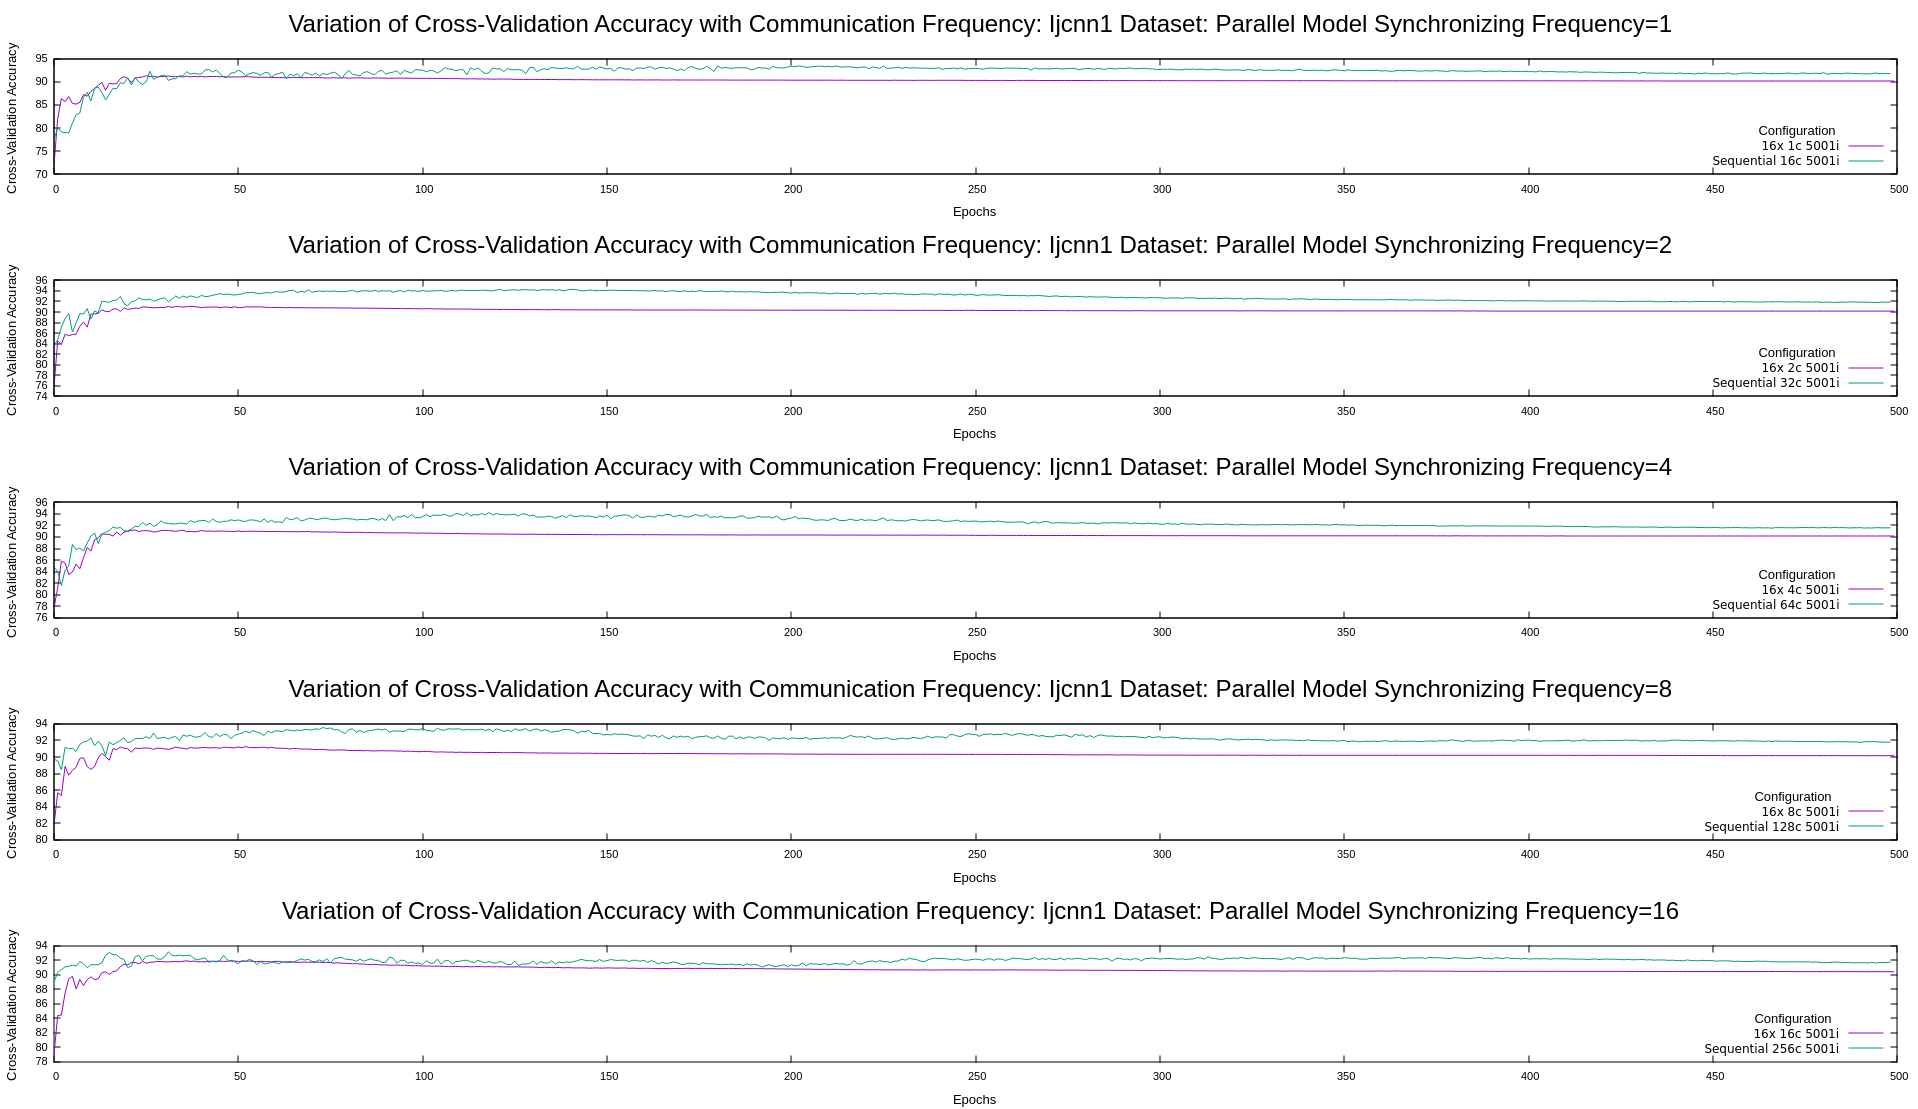 Variation of Cross-Validation Accuracy with Communication Frequency: Ijcnn1 Dataset: Parallel Model Synchronizing Frequency=1
Cross-Validation Accuracy
95
90
85
80
75
70
Configuration
16x 1c 5001i
Sequential 16c 5001i
0 50 100 150 200 250 300 350 400 450 500
Epochs
Variation of Cross-Validation Accuracy with Communication Frequency: Ijcnn1 Dataset: Parallel Model Synchronizing Frequency=2
Cross-Validation Accuracy
96
94
92
90
88
86
84
82
80
78
76
74
Configuration
16x 2c 5001i
Sequential 32c 5001i
0 50 100 150 200 250 300 350 400 450 500
Epochs
Variation of Cross-Validation Accuracy with Communication Frequency: Ijcnn1 Dataset: Parallel Model Synchronizing Frequency=4
Cross-Validation Accuracy
96
94
92
90
88
86
84
82
80
78
76
Configuration
16x 4c 5001i
Sequential 64c 5001i
0 50 100 150 200 250 300 350 400 450 500
Epochs
Variation of Cross-Validation Accuracy with Communication Frequency: Ijcnn1 Dataset: Parallel Model Synchronizing Frequency=8
Cross-Validation Accuracy
94
92
90
88
86
84
82
80
Configuration
16x 8c 5001i
Sequential 128c 5001i
0 50 100 150 200 250 300 350 400 450 500
Epochs
Variation of Cross-Validation Accuracy with Communication Frequency: Ijcnn1 Dataset: Parallel Model Synchronizing Frequency=16
Cross-Validation Accuracy
94
92
90
88
86
84
82
80
78
Configuration
16x 16c 5001i
Sequential 256c 5001i
0 50 100 150 200 250 300 350 400 450 500
Epochs